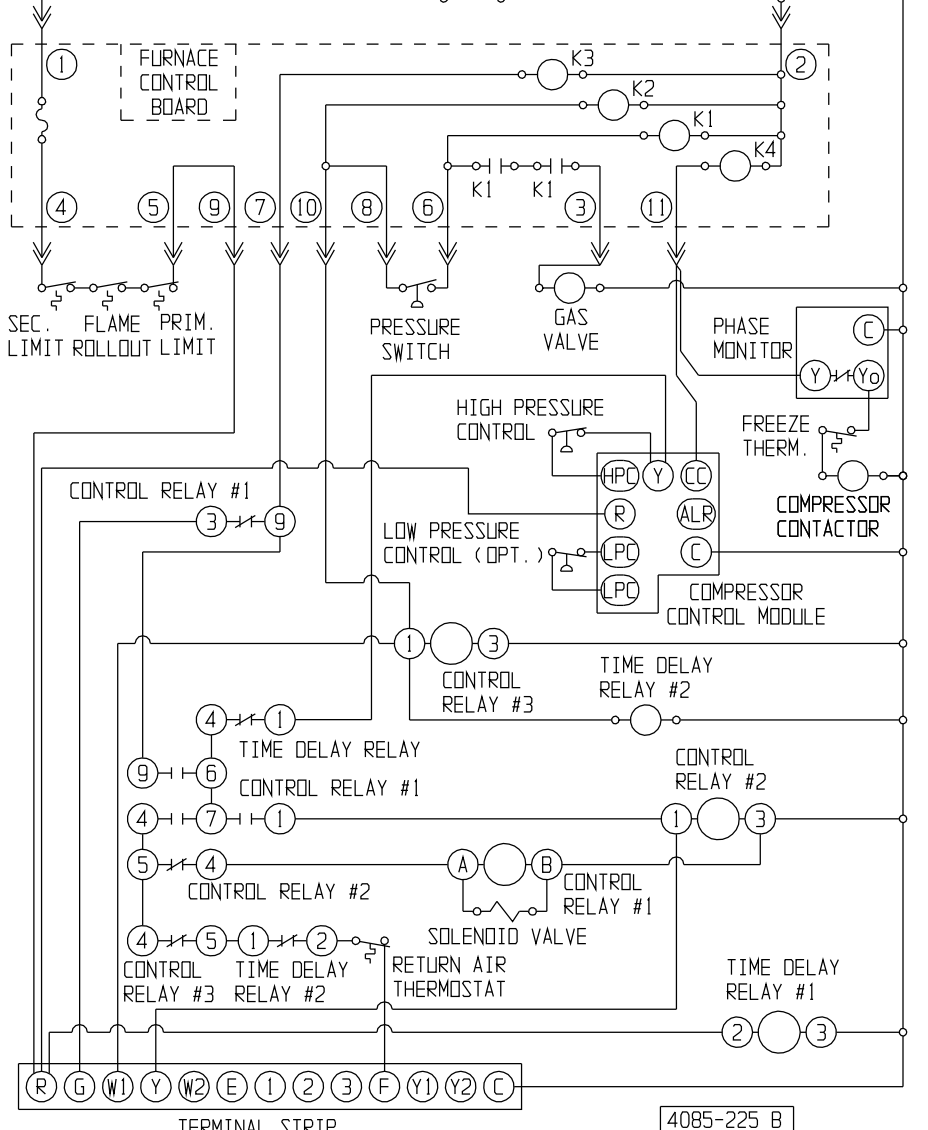 1
FURNACE
CONTROL
BOARD
K3
2
K2
K1
K4
K1 K1
4 5 9 7 10 8 6 3 11
SEC. FLAME PRIM.
LIMIT ROLLOUT LIMIT
PRESSURE
SWITCH
GAS
VALVE
PHASE
MONITOR
C
Y Yo
HIGH PRESSURE
CONTROL
FREEZE
THERM.
HPC Y CC
COMPRESSOR
CONTACTOR
CONTROL RELAY #1
3 9
R ALR
LOW PRESSURE
CONTROL (OPT.)
LPC C
LPC
COMPRESSOR
CONTROL MODULE
1 3
CONTROL
RELAY #3
TIME DELAY
RELAY #2
4 1
TIME DELAY RELAY
9 6
CONTROL RELAY #1
CONTROL
RELAY #2
4 7 1 1 3
5 4 A B
CONTROL RELAY #2
CONTROL
RELAY #1
SOLENOID VALVE
4 5 1 2
CONTROL
RELAY #3
TIME DELAY
RELAY #2
RETURN AIR
THERMOSTAT
TIME DELAY
RELAY #1
2 3
R G W1 Y W2 E 1 2 3 F Y1 Y2 C
TERMINAL STRIP
4085-225 B